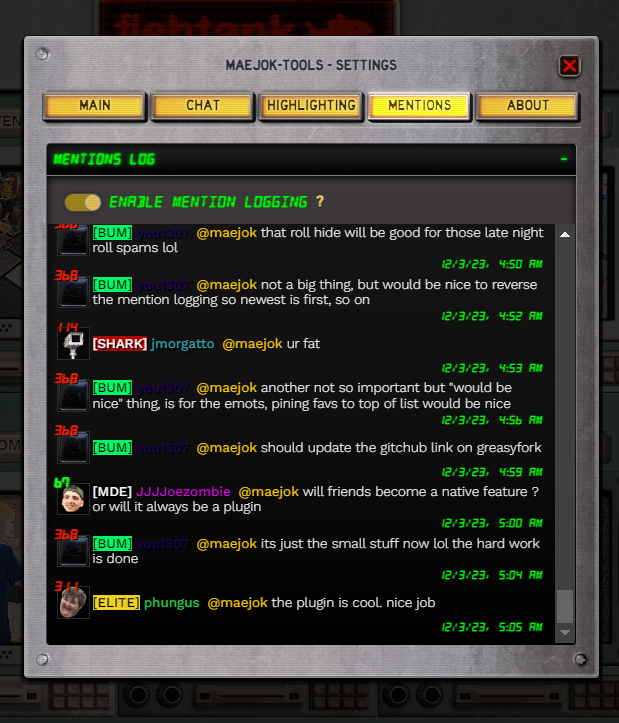 fishtank
MAEJOK-TOOLS - SETTINGS
MAIN
CHAT
HIGHLIGHTING
MENTIONS
ABOUT
MENTIONS LOG
-
ENABLE MENTION LOGGING ?
368
[BUM] you1307 @maejok that roll hide will be good for those late night
roll spams lol
12/3/23, 4:50 AM
368
[BUM] you1307 @maejok not a big thing, but would be nice to reverse
the mention logging so newest is first, so on
12/3/23, 4:52 AM
114
[SHARK] jmorgatto @maejok ur fat
12/3/23, 4:53 AM
368
[BUM] you1307 @maejok another not so important but "would be
nice" thing, is for the emots, pining favs to top of list would be nice
12/3/23, 4:56 AM
368
[BUM] you1307 @maejok should update the gitchub link on greasyfork
12/3/23, 4:59 AM
67
[MDE] JJJJoezombie @maejok will friends become a native feature ?
or will it always be a plugin
12/3/23, 5:00 AM
368
[BUM] you1307 @maejok its just the small stuff now lol the hard work
is done
12/3/23, 5:04 AM
311
[ELITE] phungus @maejok the plugin is cool. nice job
12/3/23, 5:05 AM